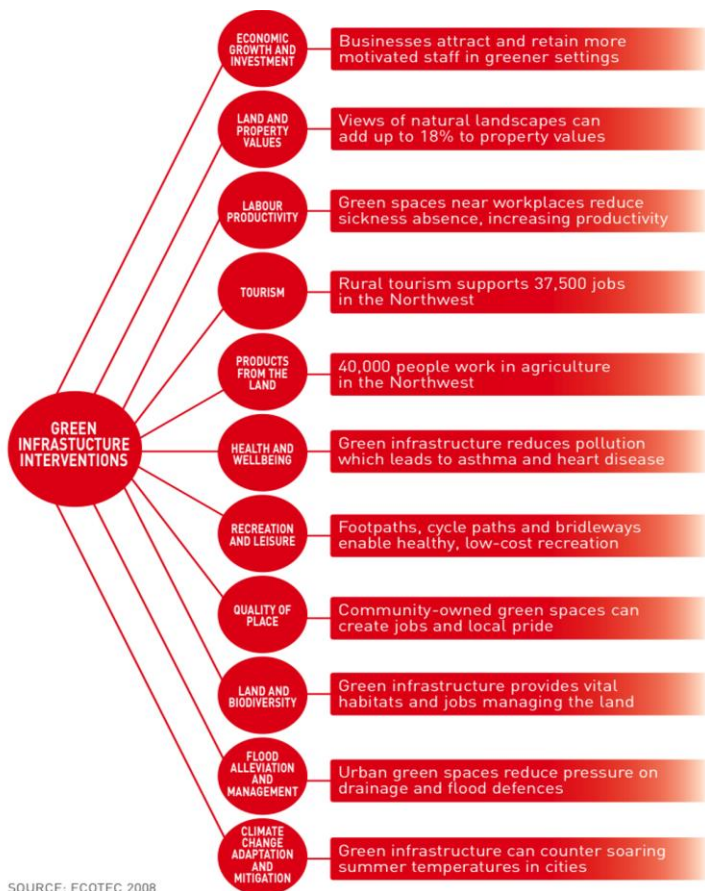 ECONOMIC
GROWTH AND
INVESTMENT
Businesses attract and retain more
motivated staff in greener settings
LAND AND
PROPERTY
VALUES
Views of natural landscapes can
add up to 18% to property values
LABOUR
PRODUCTIVITY
Green spaces near workplaces reduce
sickness absence, increasing productivity
TOURISM
Rural tourism supports 37,500 jobs
in the Northwest
PRODUCTS
FROM THE
LAND
40,000 people work in agriculture
in the Northwest
GREEN
INFRASTUCTURE
INTERVENTIONS
HEALTH AND
WELLBEING
Green infrastructure reduces pollution
which leads to asthma and heart disease
RECREATION
AND LEISURE
Footpaths, cycle paths and bridleways
enable healthy, low-cost recreation
QUALITY OF
PLACE
Community-owned green spaces can
create jobs and local pride
LAND AND
BIODIVERSITY
Green infrastructure provides vital
habitats and jobs managing the land
FLOOD
ALLEVIATION
AND
MANAGEMENT
Urban green spaces reduce pressure on
drainage and flood defences
CLIMATE
CHANGE
ADAPTATION
AND
MITIGATION
Green infrastructure can counter soaring
summer temperatures in cities
SOURCE: ECOTEC 2008